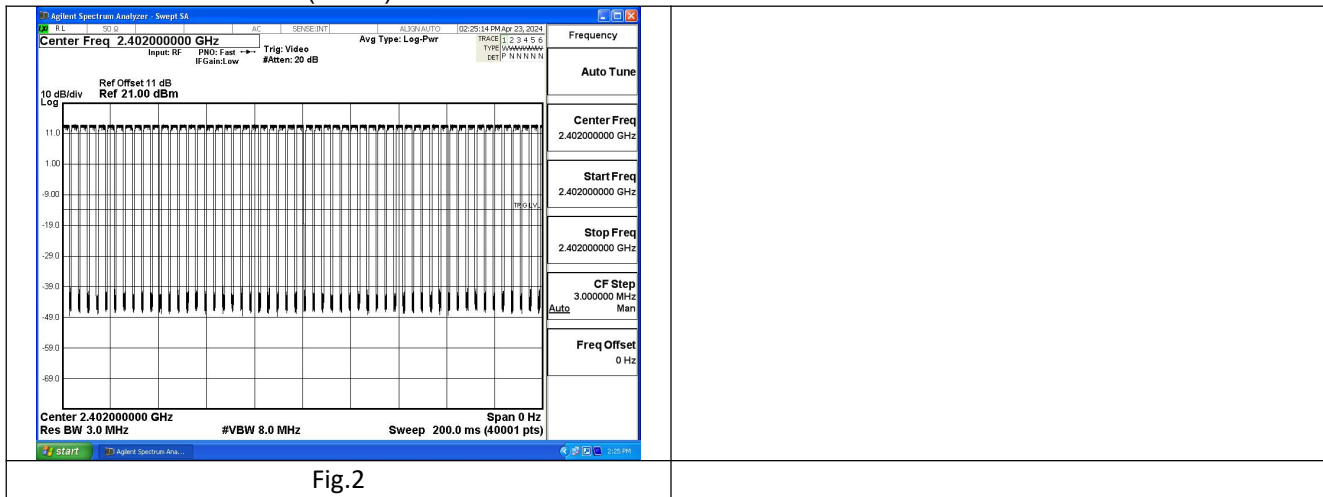 Agilent Spectrum Analyzer - Swept SA
RL 50 Ω AC SENSE:INT ALIGNAUTO 02:25:14 PM Apr 23, 2024
Center Freq 2.402000000 GHz
Input: RF PNO: Fast
IFGain:Low
Trig: Video
#Atten: 20 dB
Avg Type: Log-Pwr
TRACE 1 2 3 4 5 6
TYPE
DET P N N N N N
Frequency
Ref Offset 11 dB
Ref 21.00 dBm
10 dB/div
Log
11.0
1.00
-9.00
-19.0
-29.0
-39.0
-49.0
-59.0
-69.0
TRIG LVL
Auto Tune
Center Freq
2.402000000 GHz
Start Freq
2.402000000 GHz
Stop Freq
2.402000000 GHz
CF Step
3.000000 MHz
Auto Man
Freq Offset
0 Hz
Center 2.402000000 GHz Span 0 Hz
Res BW 3.0 MHz #VBW 8.0 MHz Sweep 200.0 ms (40001 pts)
start Agilent Spectrum Ana... 2:25 PM
Fig.2